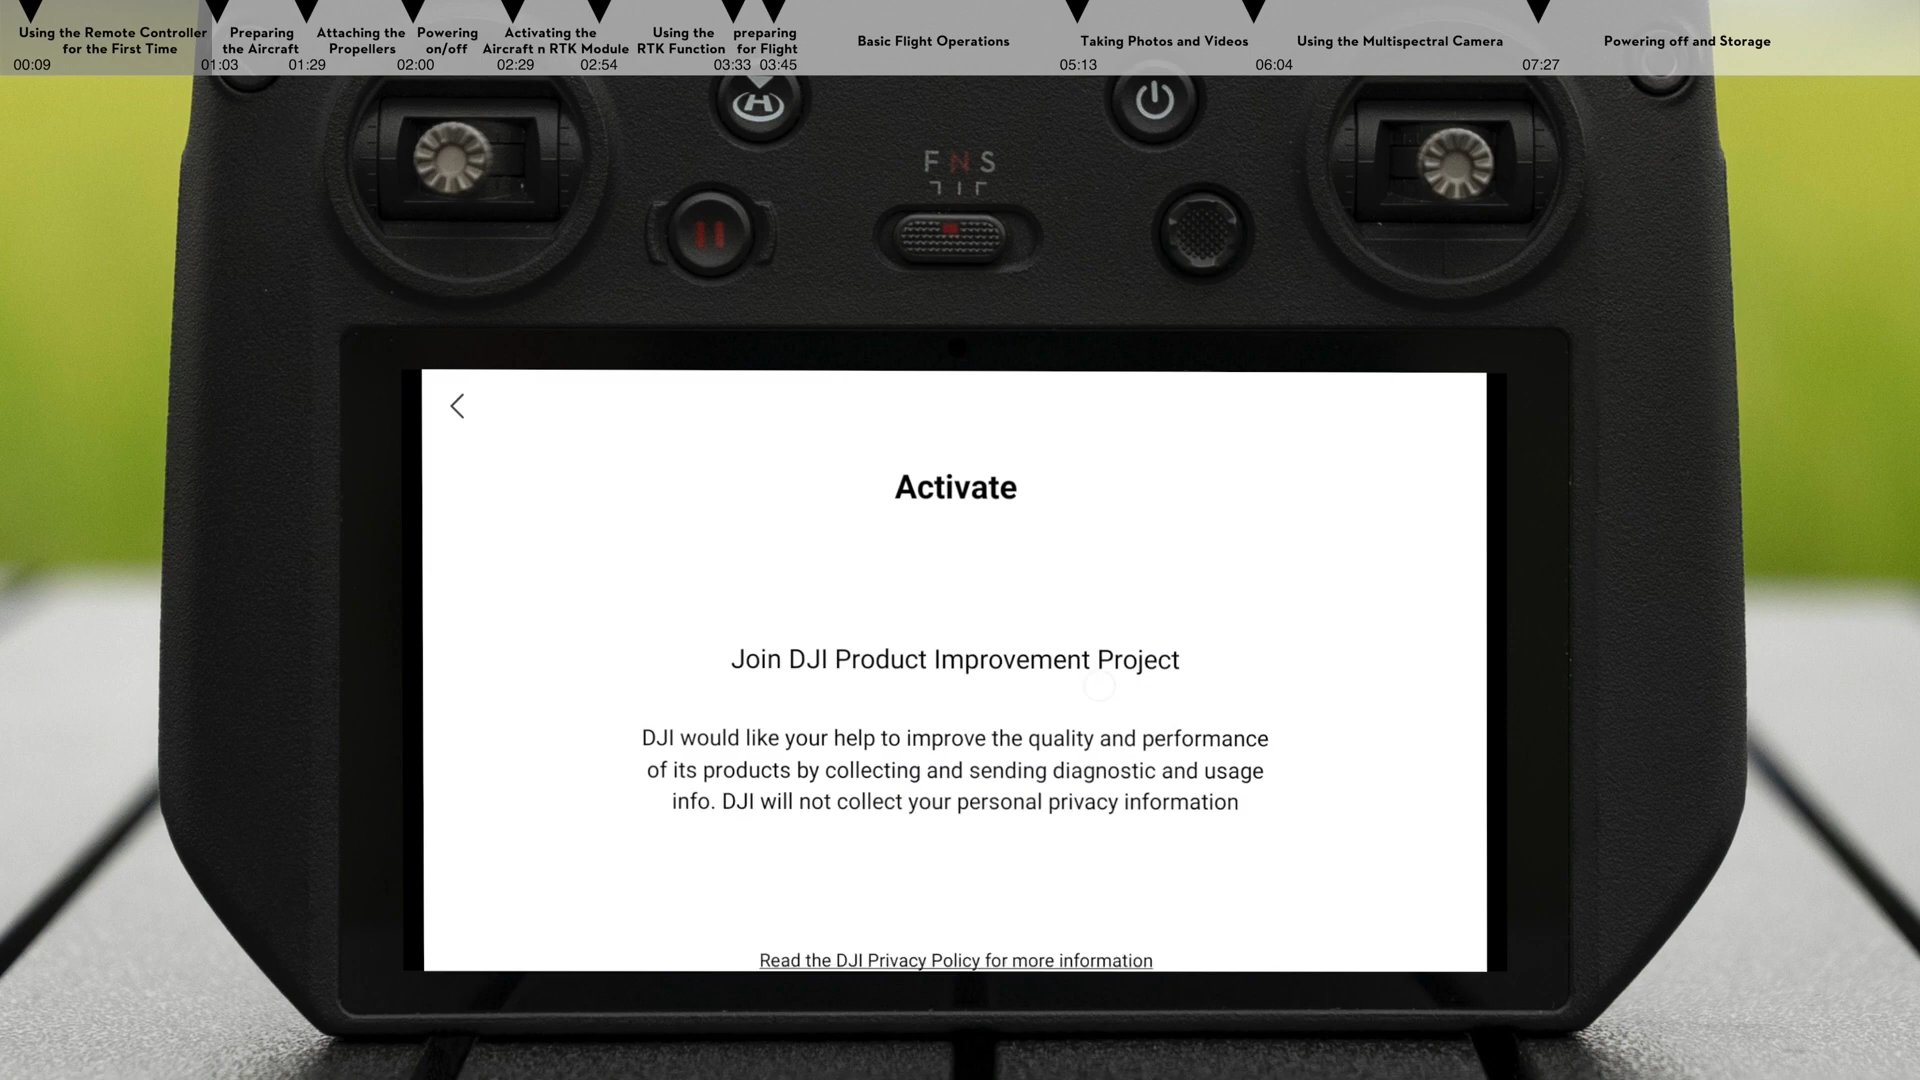 Using the Remote Controller
for the First Time
00:09
Preparing
the Aircraft
01:03
Attaching the
Propellers
01:29
Powering
on/off
02:00
Activating the
Aircraft n RTK Module
02:29
02:54
Using the
RTK Function
03:33
preparing
for Flight
03:45
Basic Flight Operations
05:13
Taking Photos and Videos
06:04
Using the Multispectral Camera
07:27
Powering off and Storage
H
F N S
Activate
Join DJI Product Improvement Project
DJI would like your help to improve the quality and performance
of its products by collecting and sending diagnostic and usage
info. DJI will not collect your personal privacy information
Read the DJI Privacy Policy for more information